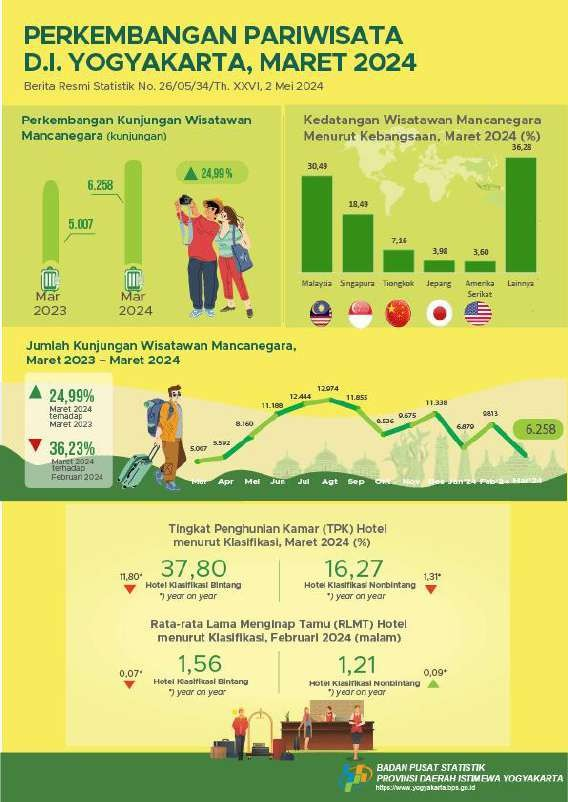 PERKEMBANGAN PARIWISATA
D.I. YOGYAKARTA, MARET 2024
Berita Resmi Statistik No. 26/05/34/Th. XXVI, 2 Mei 2024
Perkembangan Kunjungan Wisatawan
Mancanegara (kunjungan)
24,99%
6.258
5.007
Mar
2023
Mar
2024
Kedatangan Wisatawan Mancanegara
Menurut Kebangsaan, Maret 2024 (%)
30,49
18,49
7,16
3,98
3,60
36,28
Malaysia
Singapura
Tiongkok
Jepang
Amerika
Serikat
Lainnya
Jumlah Kunjungan Wisatawan Mancanegara,
Maret 2023 – Maret 2024
24,99%
Maret 2024
terhadap
Maret 2023
36,23%
Maret 2024
terhadap
Februari 2024
5.007
5.592
8.160
11.188
12.444
12.974
11.855
8.536
9.675
11.338
6.879
9.813
6.258
Mar
Apr
Mei
Jun
Jul
Agt
Sep
Okt
Nov
Des
Jan'24
Feb'24
Mar'24
Tingkat Penghunian Kamar (TPK) Hotel
menurut Klasifikasi, Maret 2024 (%)
37,80
11,80*
Hotel Klasifikasi Bintang
*) year on year
16,27
1,31*
Hotel Klasifikasi Nonbintang
*) year on year
Rata-rata Lama Menginap Tamu (RLMT) Hotel
menurut Klasifikasi, Februari 2024 (malam)
1,56
0,07*
Hotel Klasifikasi Bintang
*) year on year
1,21
0,09*
Hotel Klasifikasi Nonbintang
*) year on year
BADAN PUSAT STATISTIK
PROVINSI DAERAH ISTIMEWA YOGYAKARTA
https://www.yogyakarta.bps.go.id